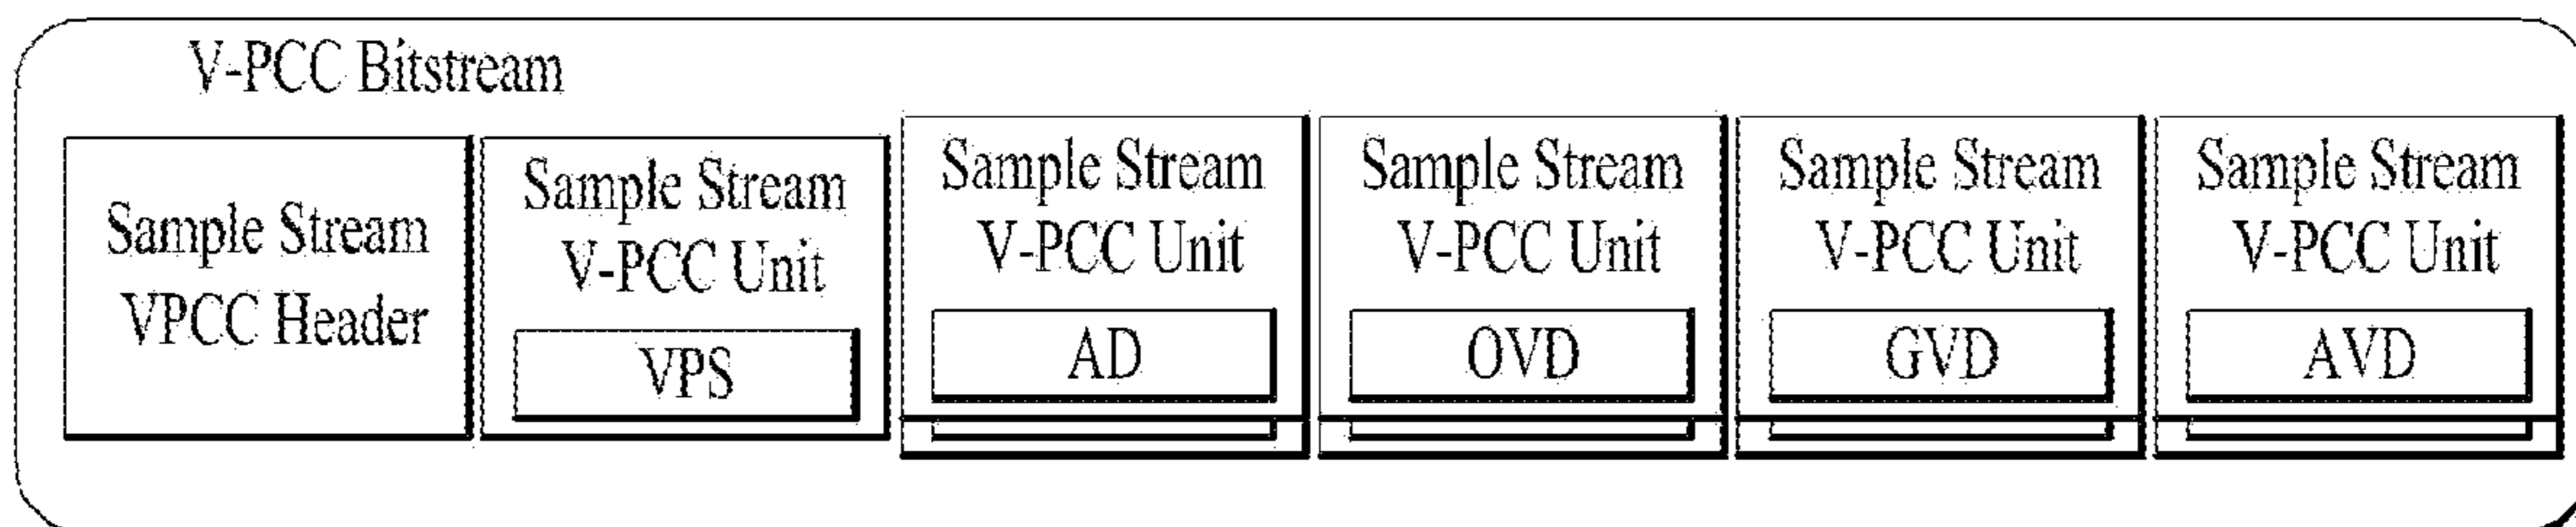 V-PCC Bitstream
Sample Stream
VPCC Header
Sample Stream
V-PCC Unit
VPS
Sample Stream
V-PCC Unit
AD
Sample Stream
V-PCC Unit
OVD
Sample Stream
V-PCC Unit
GVD
Sample Stream
V-PCC Unit
AVD